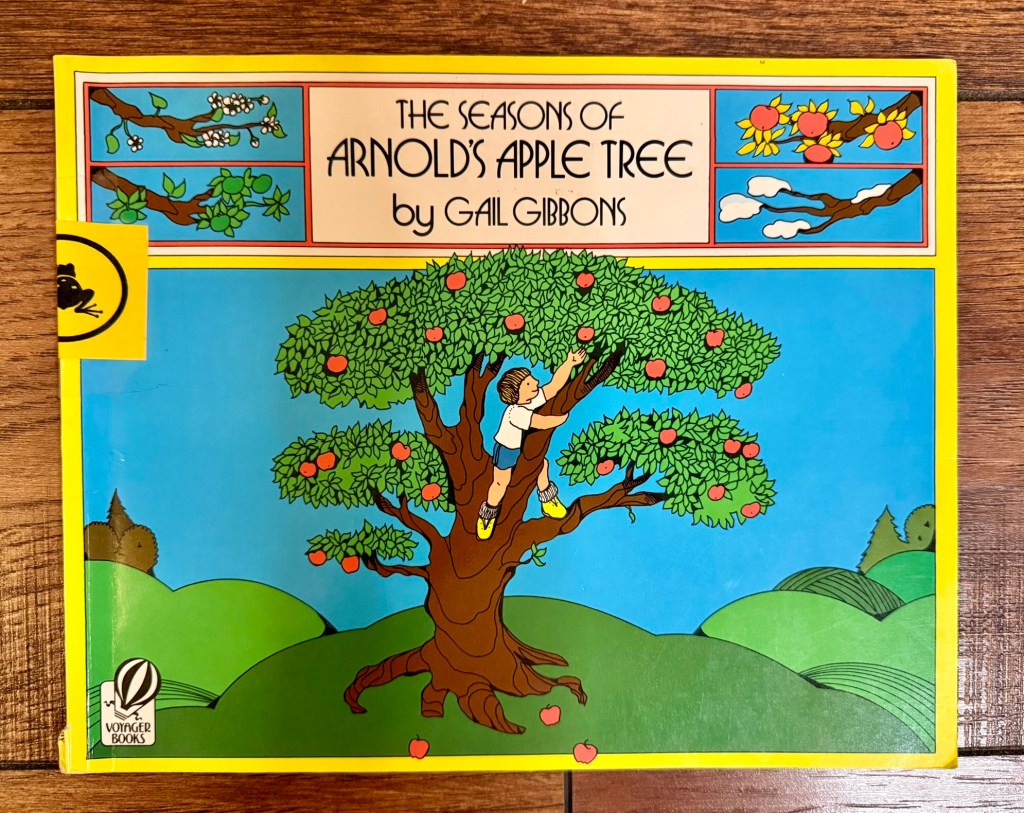 THE SEASONS OF
ARNOLD'S APPLE TREE
by GAIL GIBBONS
VOYAGER
BOOKS